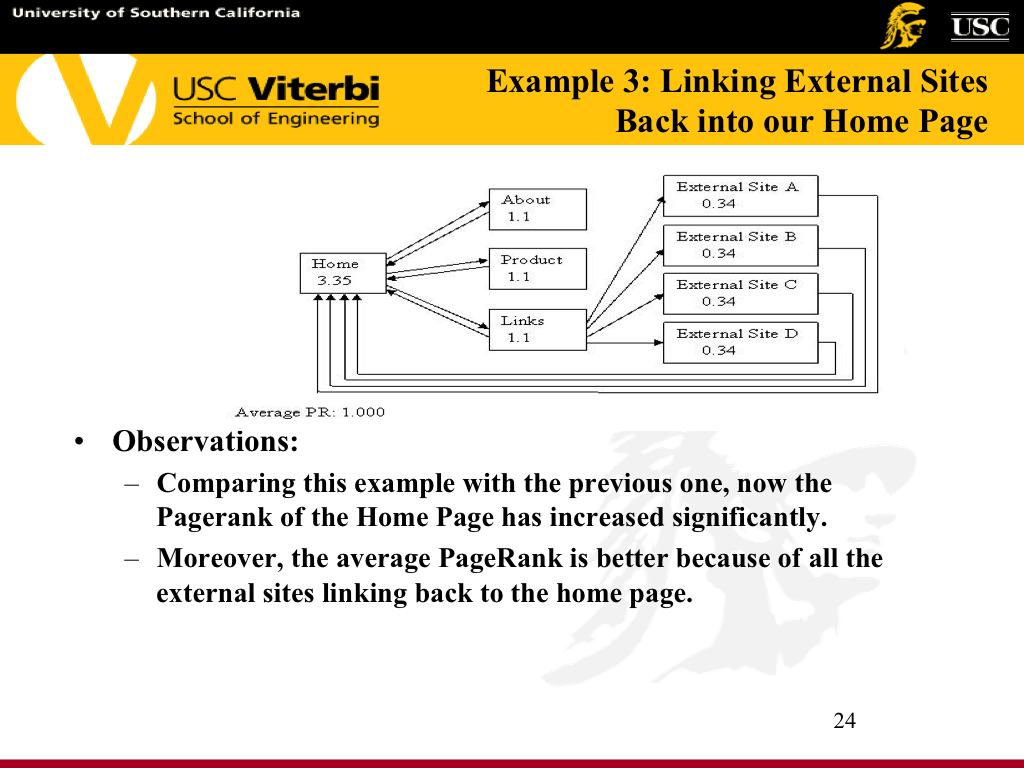 University of Southern California
USC
USC Viterbi
School of Engineering
Example 3: Linking External Sites
Back into our Home Page
Home
3.35
About
1.1
Product
1.1
Links
1.1
External Site A
0.34
External Site B
0.34
External Site C
0.34
External Site D
0.34
Average PR: 1.000
• Observations:
– Comparing this example with the previous one, now the
Pagerank of the Home Page has increased significantly.
– Moreover, the average PageRank is better because of all the
external sites linking back to the home page.
24